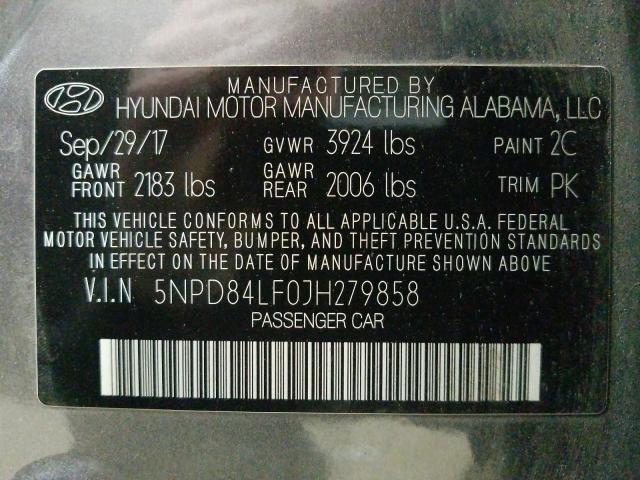 MANUFACTURED BY
HYUNDAI MOTOR MANUFACTURING ALABAMA, LLC
Sep/29/17 GVWR 3924 lbs PAINT 2C
GAWR FRONT 2183 lbs GAWR REAR 2006 lbs TRIM PK
THIS VEHICLE CONFORMS TO ALL APPLICABLE U.S.A. FEDERAL
MOTOR VEHICLE SAFETY, BUMPER, AND THEFT PREVENTION STANDARDS
IN EFFECT ON THE DATE OF MANUFACTURE SHOWN ABOVE
V.I.N 5NPD84LF0JH279858
PASSENGER CAR